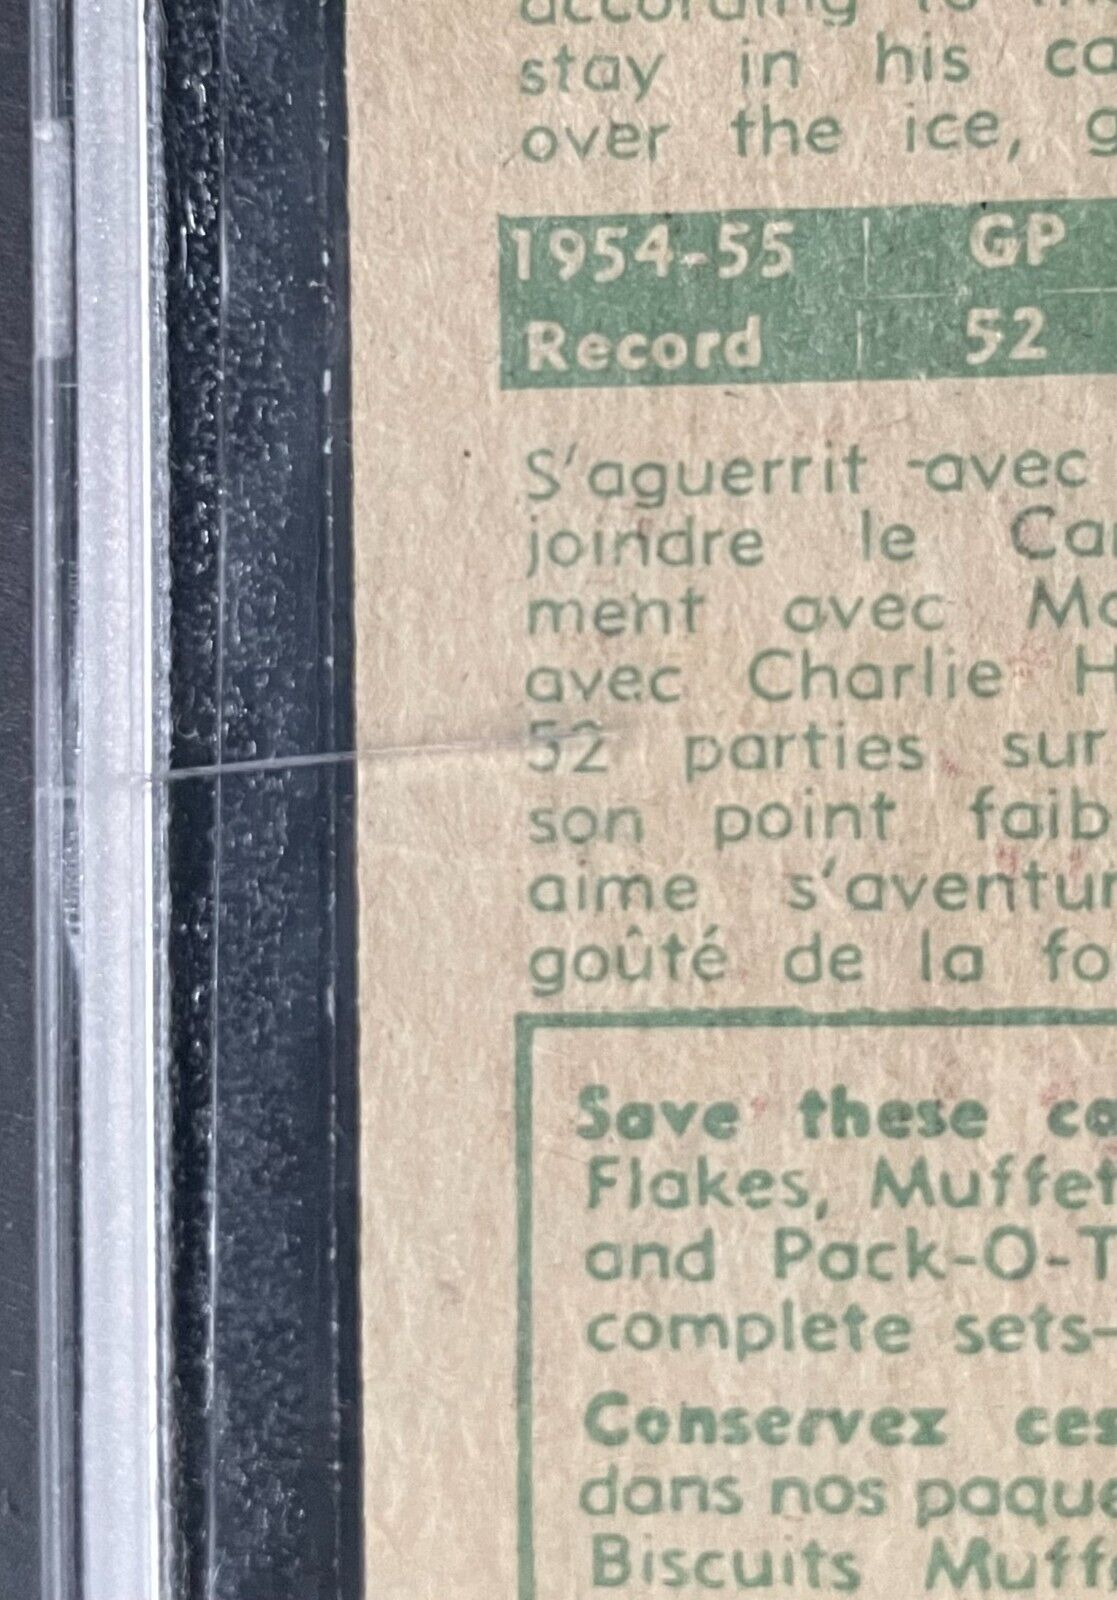 according to
stay in his
over the ice,
1954-55 GP
Record 52
S'aguerrit -avec
joindre le
ment avec
avec Charlie
52 parties sur
son point
aime
goûté de la
Save these
Flakes,
and Pack-O-
complete sets-
Conservez ces
dans nos
Biscuits